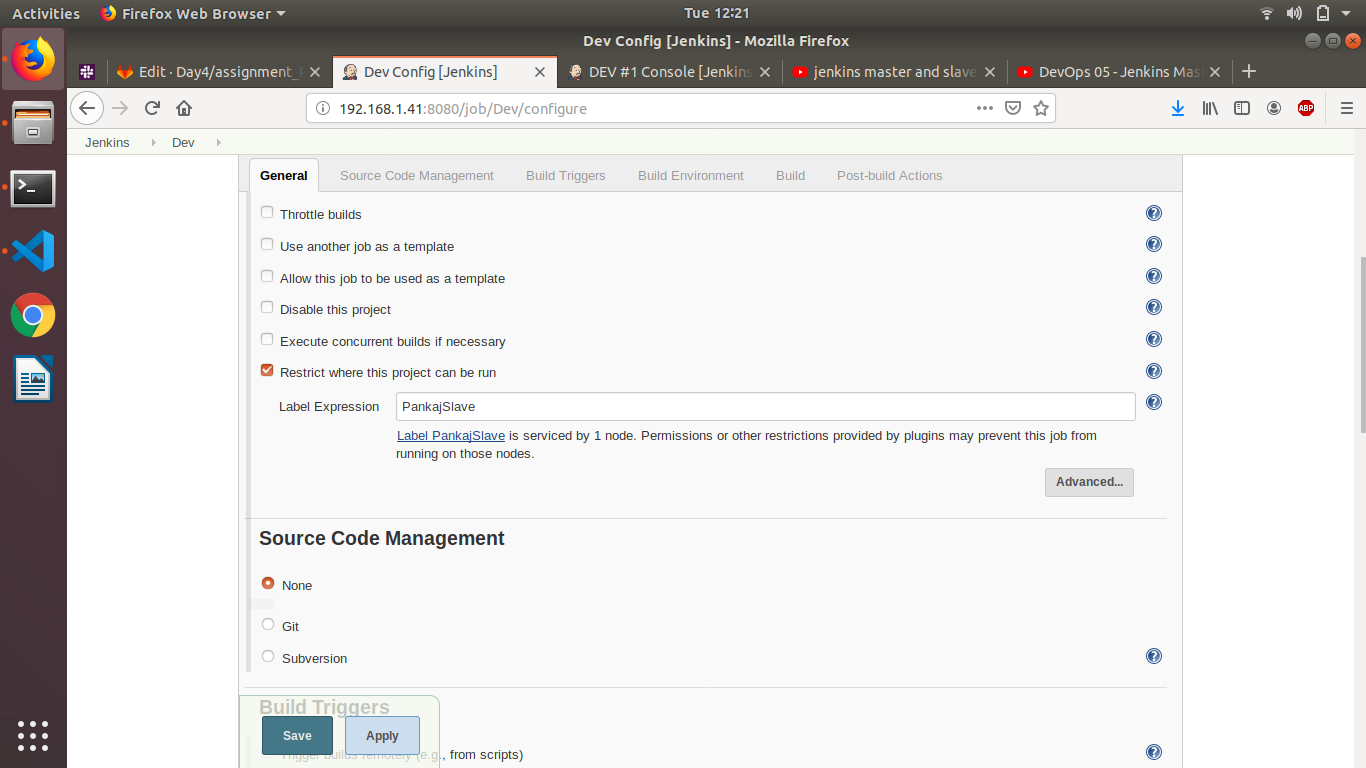 Activities Firefox Web Browser Tue 12:21
Dev Config [Jenkins] - Mozilla Firefox
Edit · Day4/assignment_ Dev Config [Jenkins] DEV #1 Console [Jenkins jenkins master and slave DevOps 05 - Jenkins Mas
192.168.1.41:8080/job/Dev/configure ABP
Jenkins Dev
General Source Code Management Build Triggers Build Environment Build Post-build Actions
Throttle builds
Use another job as a template
Allow this job to be used as a template
Disable this project
Execute concurrent builds if necessary
Restrict where this project can be run
Label Expression PankajSlave
Label PankajSlave is serviced by 1 node. Permissions or other restrictions provided by plugins may prevent this job from
running on those nodes.
Advanced...
Source Code Management
None
Git
Subversion
Build Triggers
Save Apply
Trigger builds remotely (e.g., from scripts)